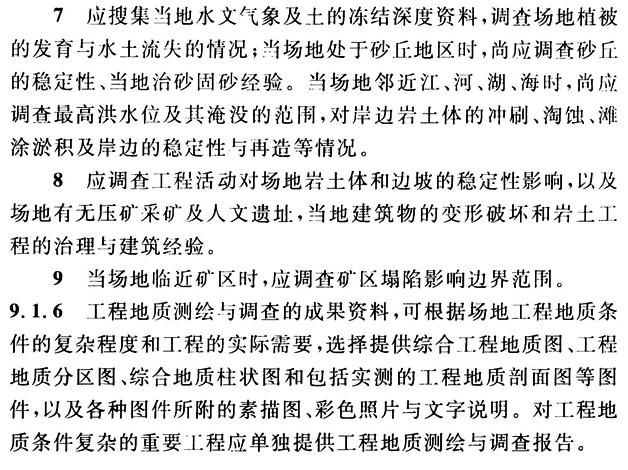 7 应搜集当地水文气象及土的冻结深度资料,调查场地植被
的发育与水土流失的情况;当场地处于砂丘地区时,尚应调查砂丘
的稳定性、当地治砂固砂经验。当场地邻近江、河、湖、海时,尚应
调查最高洪水位及其淹没的范围,对岸边岩土体的冲刷、淘蚀、滩
涂淤积及岸边的稳定性与再造等情况。
8 应调查工程活动对场地岩土体和边坡的稳定性影响,以及
场地有无压矿采矿及人文遗址,当地建筑物的变形破坏和岩土工
程的治理与建筑经验。
9 当场地临近矿区时,应调查矿区塌陷影响边界范围。
9.1.6 工程地质测绘与调查的成果资料,可根据场地工程地质条
件的复杂程度和工程的实际需要,选择提供综合工程地质图、工程
地质分区图、综合地质柱状图和包括实测的工程地质剖面图等图
件,以及各种图件所附的素描图、彩色照片与文字说明。对工程地
质条件复杂的重要工程应单独提供工程地质测绘与调查报告。